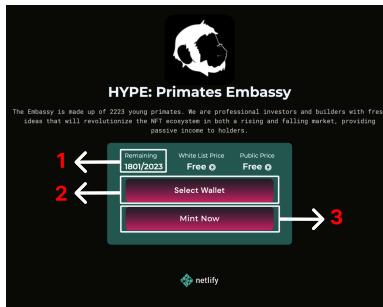 HYPE: Primates Embassy
The Embassy is made up of 2223 young primates. We are professional investors and builders with fres
ideas that will revolutionize the NFT ecosystem in both a rising and falling market, providing
passive income to holders.
Remaining White List Price Public Price
1 1801/2023 Free Free
2 Select Wallet
Mint Now 3
netlify